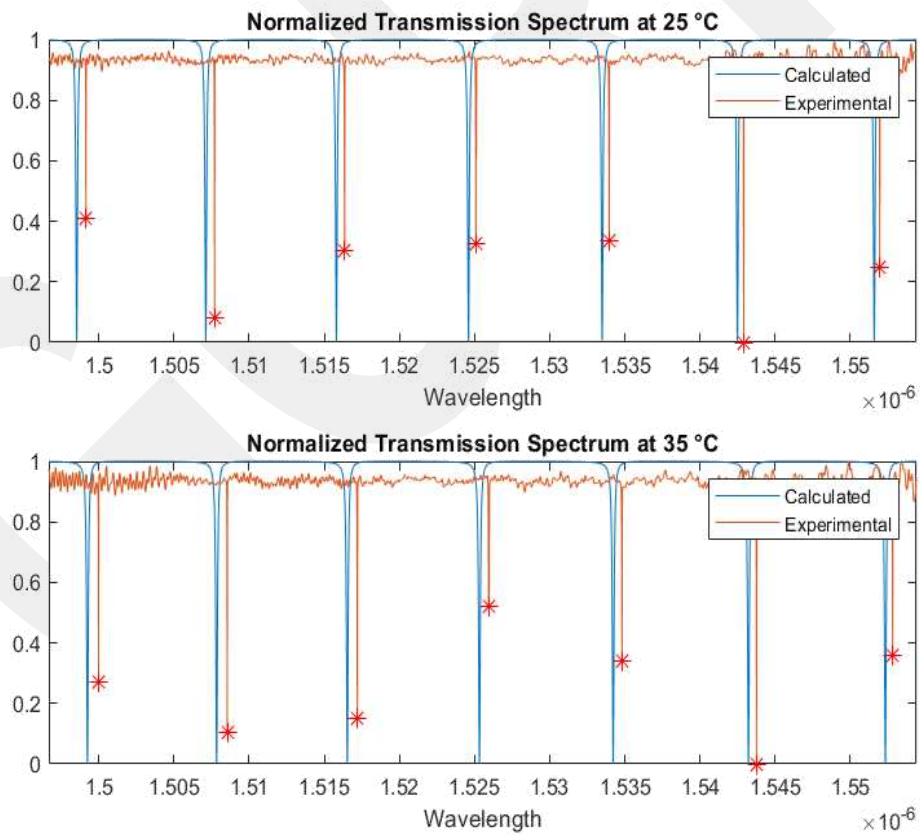 Normalized Transmission Spectrum at 25 °C
1
0.8
0.6
0.4
0.2
0
Calculated
Experimental
1.5 1.505 1.51 1.515 1.52 1.525 1.53 1.535 1.54 1.545 1.55
Wavelength
×10-6
Normalized Transmission Spectrum at 35 °C
1
0.8
0.6
0.4
0.2
0
Calculated
Experimental
1.5 1.505 1.51 1.515 1.52 1.525 1.53 1.535 1.54 1.545 1.55
Wavelength
×10-6